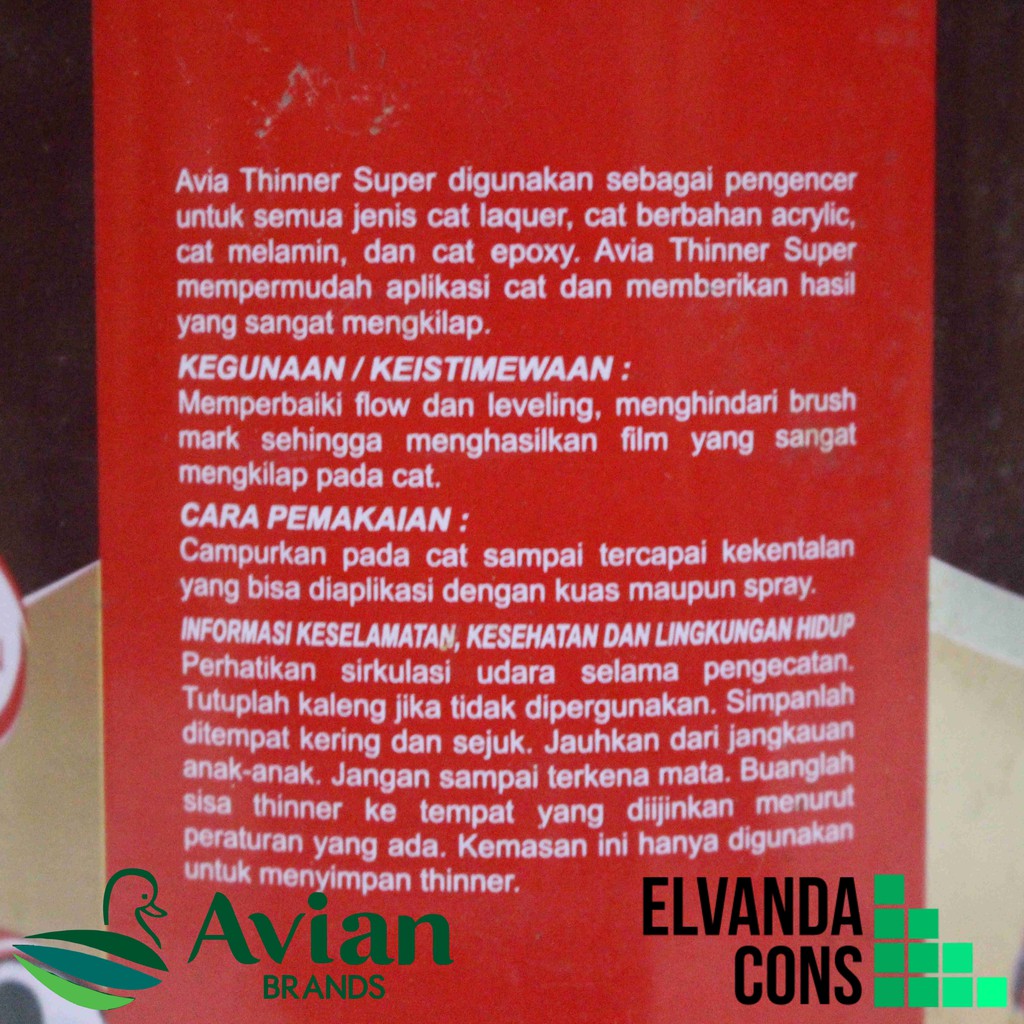 Avia Thinner Super digunakan sebagai pengencer
untuk semua jenis cat laquer, cat berbahan acrylic,
cat melamin, dan cat epoxy. Avia Thinner Super
mempermudah aplikasi cat dan memberikan hasil
yang sangat mengkilap.
KEGUNAAN / KEISTIMEWAAN :
Memperbaiki flow dan leveling, menghindari brush
mark sehingga menghasilkan film yang sangat
mengkilap pada cat.
CARA PEMAKAIAN :
Campurkan pada cat sampai tercapai kekentalan
yang bisa diaplikasi dengan kuas maupun spray.
INFORMASI KESELAMATAN, KESEHATAN DAN LINGKUNGAN HIDUP
Perhatikan sirkulasi udara selama pengecatan.
Tutuplah kaleng jika tidak dipergunakan. Simpanlah
ditempat kering dan sejuk. Jauhkan dari jangkauan
anak-anak. Jangan sampai terkena mata. Buanglah
sisa thinner ke tempat yang diijinkan menurut
peraturan yang ada. Kemasan ini hanya digunakan
untuk menyimpan thinner.
Avian
BRANDS
ELVANDA
CONS